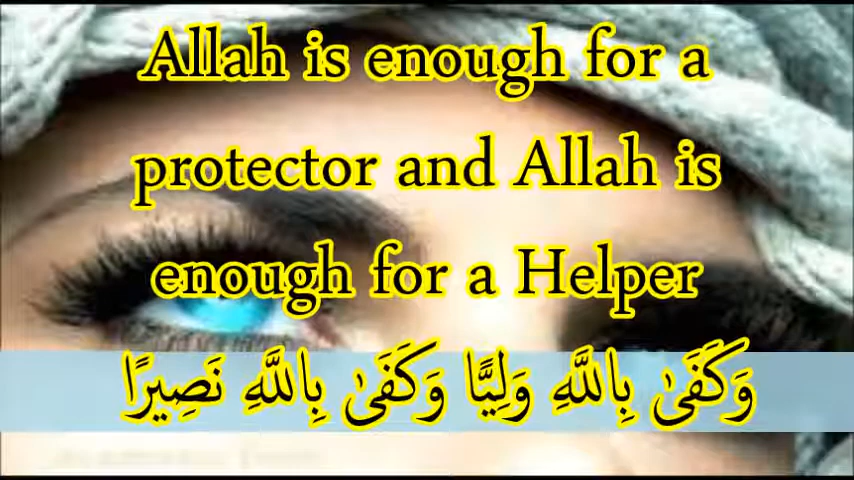 Allah is enough for a
protector and Allah is
enough for a Helper
وَكَفَىٰ بِاللَّهِ وَلِيًّا وَكَفَىٰ بِاللَّهِ نَصِيرًا